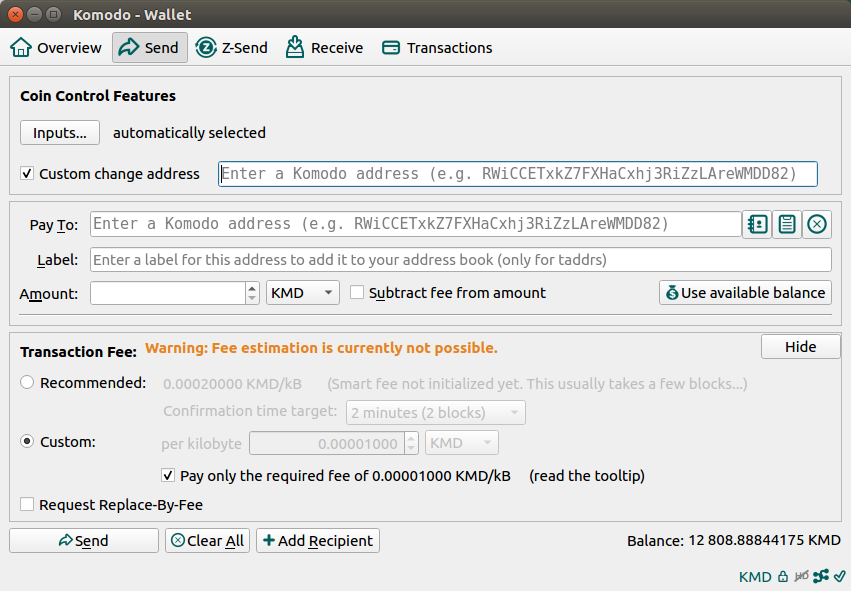 Komodo - Wallet
Overview Send Z-Send Receive Transactions
Coin Control Features
Inputs... automatically selected
Custom change address Enter a Komodo address (e.g. RWiCCETxkZ7FXHaCxhj3RiZzLAreWMDD82)
Pay To: Enter a Komodo address (e.g. RWiCCETxkZ7FXHaCxhj3RiZzLAreWMDD82)
Label: Enter a label for this address to add it to your address book (only for taddrs)
Amount: KMD Subtract fee from amount Use available balance
Transaction Fee: Warning: Fee estimation is currently not possible. Hide
Recommended: 0.00020000 KMD/kB (Smart fee not initialized yet. This usually takes a few blocks...)
Confirmation time target: 2 minutes (2 blocks)
Custom: per kilobyte 0.00001000 KMD
Pay only the required fee of 0.00001000 KMD/kB (read the tooltip)
Request Replace-By-Fee
Send Clear All Add Recipient Balance: 12 808.88844175 KMD
KMD HD